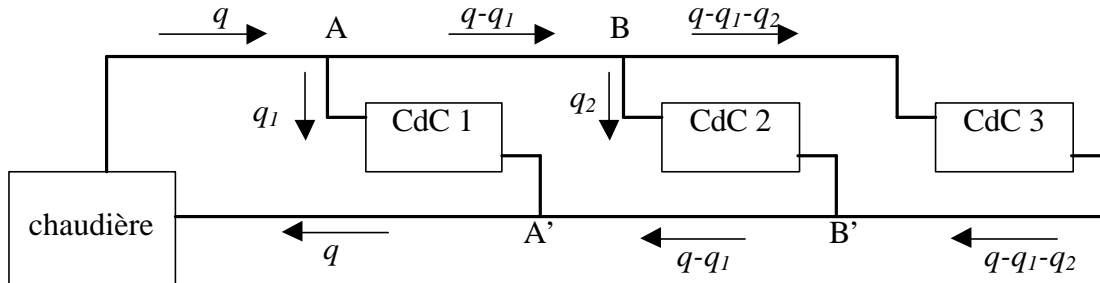 q A q-q1 B q-q1-q2
q1 CdC 1 q2 CdC 2 CdC 3
chaudière
q A’ q-q1 B’ q-q1-q2